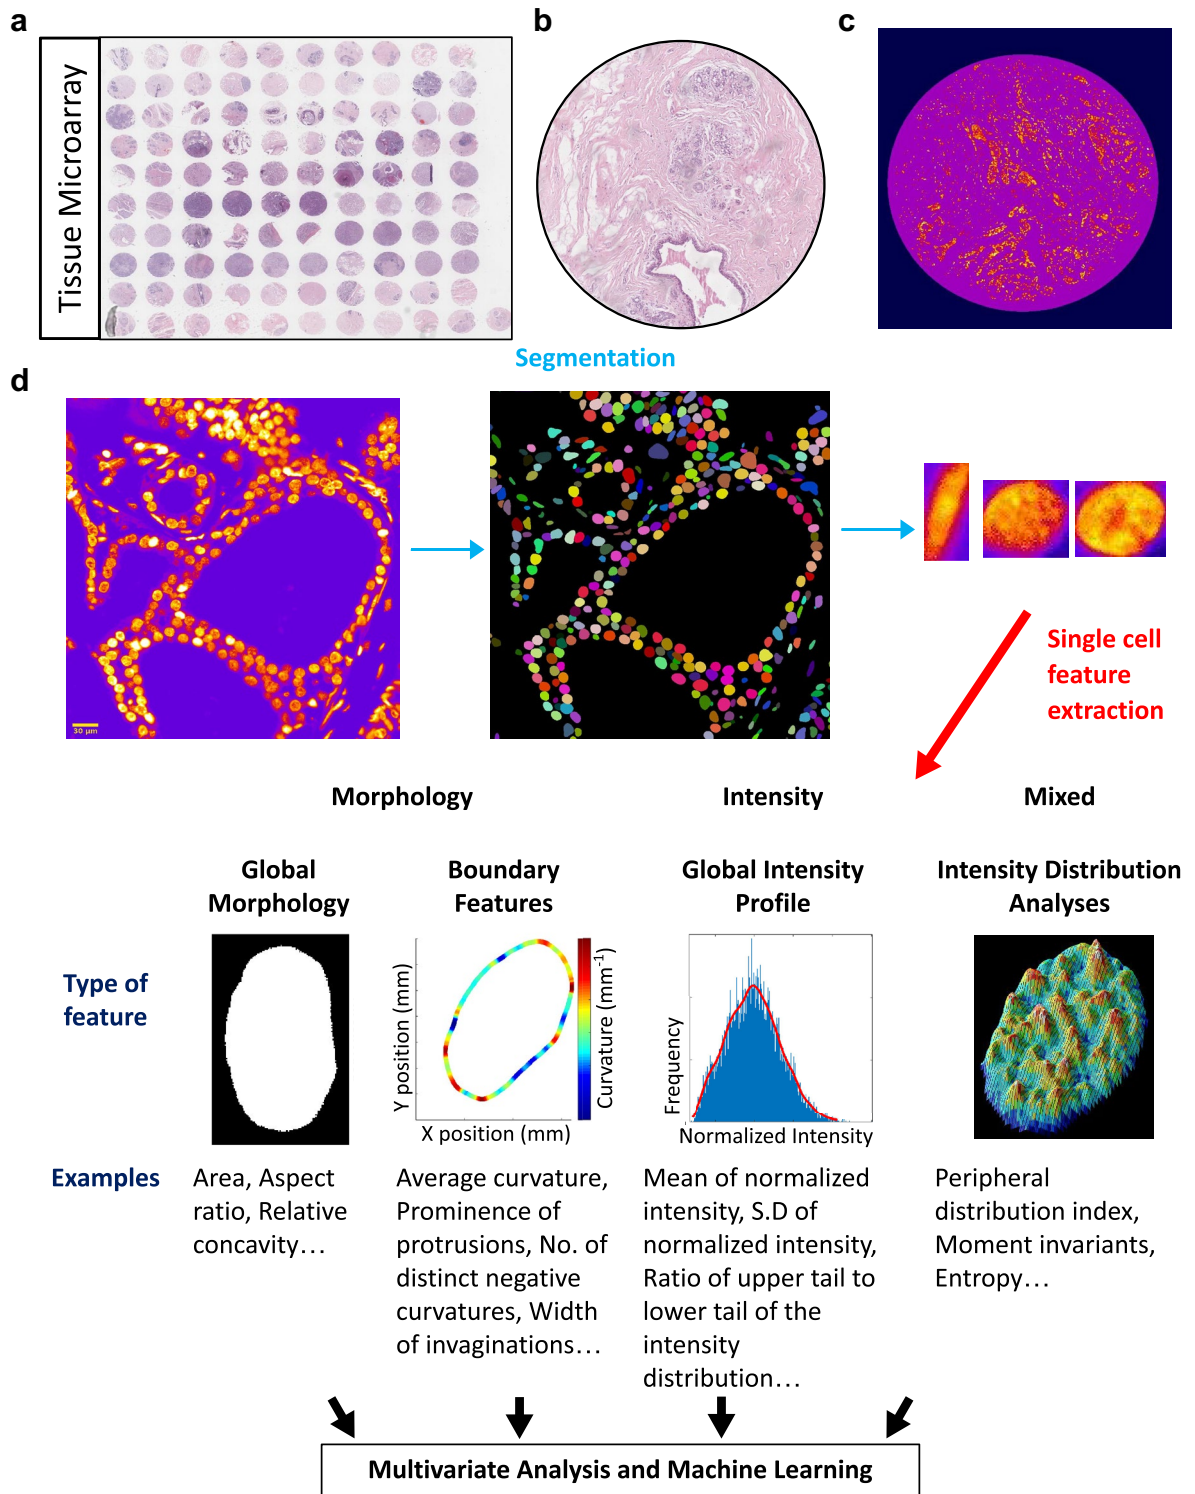 a
b
c
Tissue Microarray
Segmentation
d
30 μm
Single cell
feature
extraction
Morphology
Intensity
Mixed
Global
Morphology
Boundary
Features
Global Intensity
Profile
Intensity Distribution
Analyses
Type of
feature
Y position (mm)
X position (mm)
Curvature (mm-1)
Frequency
Normalized Intensity
Examples
Area, Aspect
ratio, Relative
concavity…
Average curvature,
Prominence of
protrusions, No. of
distinct negative
curvatures, Width
of invaginations…
Mean of normalized
intensity, S.D of
normalized intensity,
Ratio of upper tail to
lower tail of the
intensity
distribution…
Peripheral
distribution index,
Moment invariants,
Entropy…
Multivariate Analysis and Machine Learning